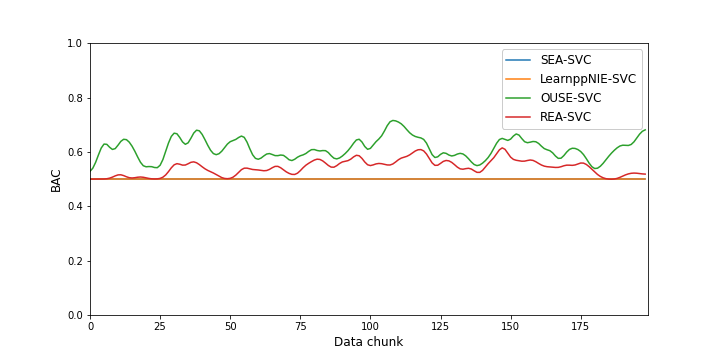 1.0
0.8
0.6
0.4
0.2
0.0
BAC
SEA-SVC
LearnppNIE-SVC
OUSE-SVC
REA-SVC
0 25 50 75 100 125 150 175
Data chunk